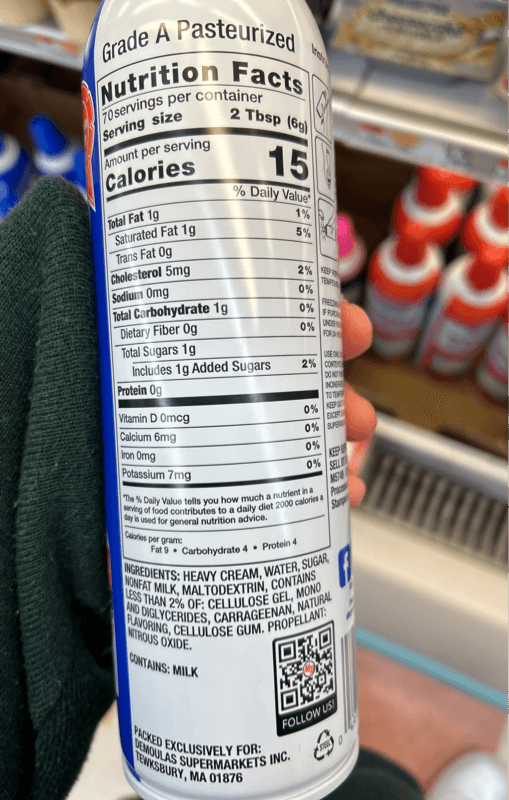 Grade A Pasteurized
Nutrition Facts
70 servings per container
Serving size 2 Tbsp (6g)
Amount per serving
Calories 15
% Daily Value*
Total Fat 1g 1%
Saturated Fat 1g 5%
Trans Fat 0g
Cholesterol 5mg 2%
Sodium 0mg 0%
Total Carbohydrate 1g 0%
Dietary Fiber 0g 0%
Total Sugars 1g
Includes 1g Added Sugars 2%
Protein 0g
Vitamin D 0mcg 0%
Calcium 6mg 0%
Iron 0mg 0%
Potassium 7mg 0%
*The % Daily Value tells you how much a nutrient in a
serving of food contributes to a daily diet 2000 calories a
day is used for general nutrition advice.
Calories per gram:
Fat 9 • Carbohydrate 4 • Protein 4
INGREDIENTS: HEAVY CREAM, WATER, SUGAR,
NONFAT MILK, MALTODEXTRIN, CONTAINS
LESS THAN 2% OF: CELLULOSE GEL, MONO
AND DIGLYCERIDES, CARRAGEENAN, NATURAL
FLAVORING, CELLULOSE GUM. PROPELLANT:
NITROUS OXIDE.
CONTAINS: MILK
FOLLOW US!
PACKED EXCLUSIVELY FOR:
DEMOULAS SUPERMARKETS INC.
TEWKSBURY, MA 01876